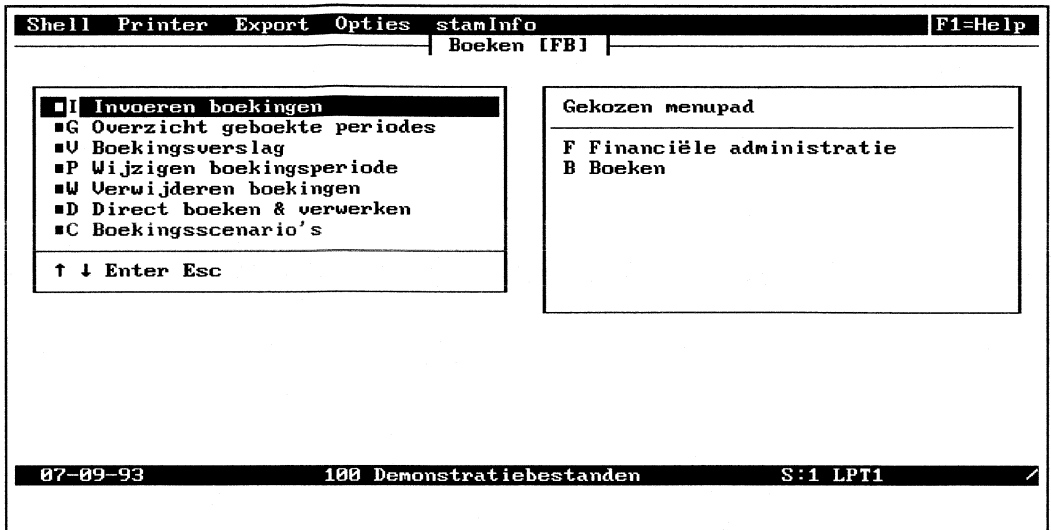 Shell Printer Export Opties stamInfo F1=Help
Boeken [FB]
I Invoeren boekingen
G Overzicht geboekte periodes
V Boekingsverslag
P Wijzigen boekingsperiode
W Verwijderen boekingen
D Direct boeken & verwerken
C Boekingsscenario's
↑ ↓ Enter Esc
Gekozen menupad
F Financiële administratie
B Boeken
07-09-93 100 Demonstratiebestanden S:1 LPT1 /